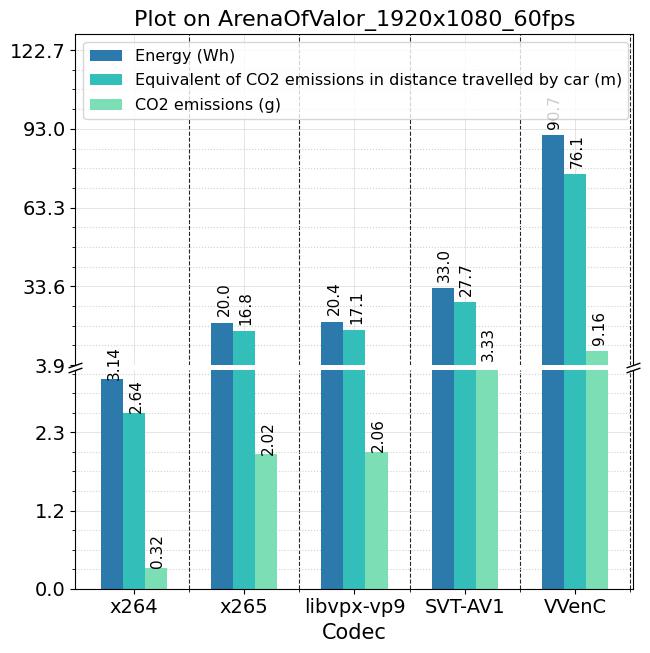 Plot on ArenaOfValor_1920x1080_60fps
Energy (Wh)
Equivalent of CO2 emissions in distance travelled by car (m)
CO2 emissions (g)
122.7
93.0
63.3
33.6
3.9
2.3
1.2
0.0
3.14
2.64
0.32
20.0
16.8
2.02
20.4
17.1
2.06
33.0
27.7
3.33
90.7
76.1
9.16
x264
x265
libvpx-vp9
SVT-AV1
VVenC
Codec